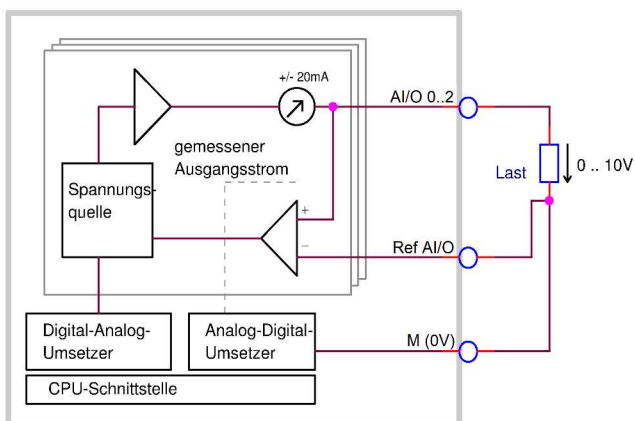 +/- 20mA
AI/O 0..2
gemessener
Ausgangsstrom
Last
0 .. 10V
Spannungs-
quelle
+
–
Ref AI/O
Digital-Analog-
Umsetzer
Analog-Digital-
Umsetzer
M (0V)
CPU-Schnittstelle